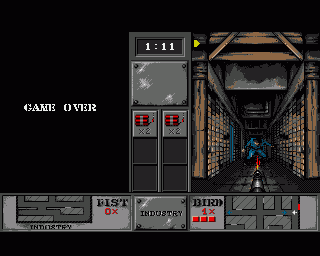 1:11
GAME OVER
x2 x2
FIST BIRD
0x INDUSTRY 1x
INDUSTRY